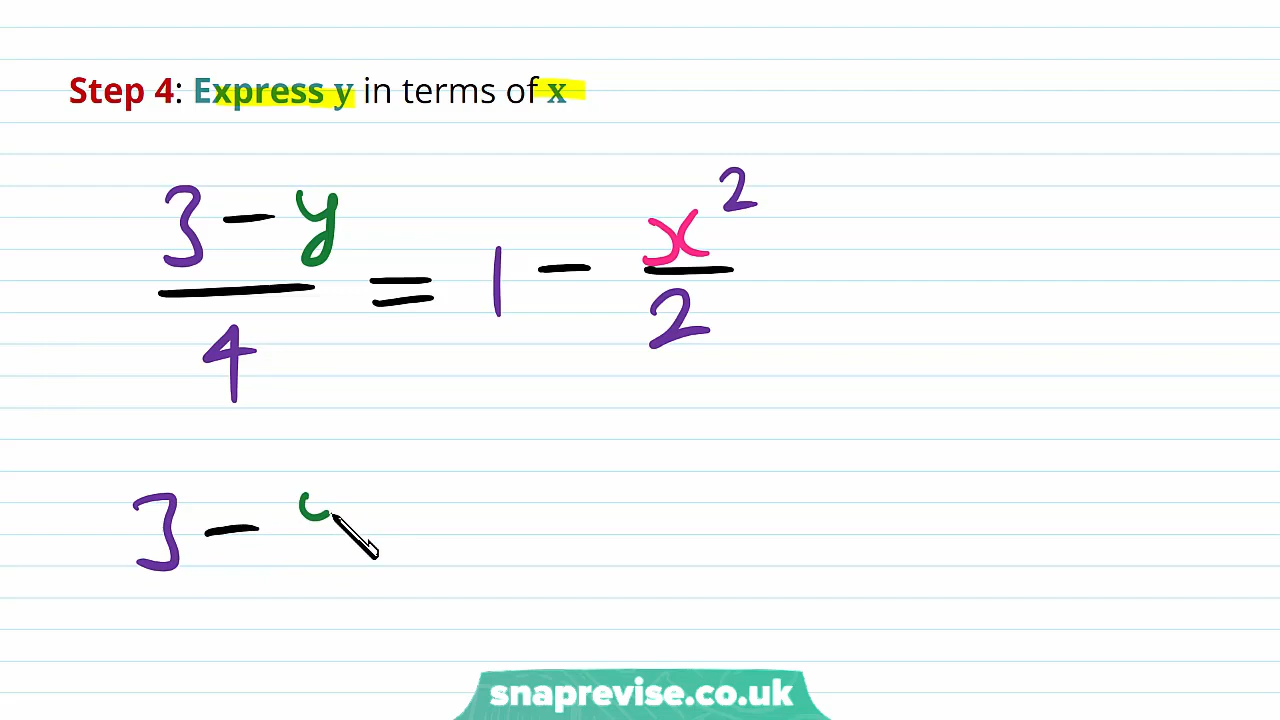 Step 4: Express y in terms of x
3 - y / 4 = 1 - x² / 2
3 -
snaprevise.co.uk